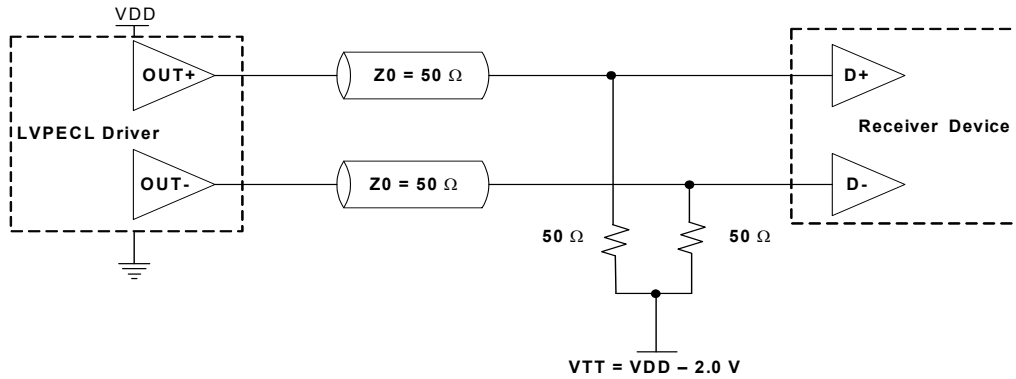 VDD
OUT+
Z0 = 50 Ω
D+
LVPECL Driver
Receiver Device
OUT-
Z0 = 50 Ω
D-
50 Ω
50 Ω
VTT = VDD – 2.0 V